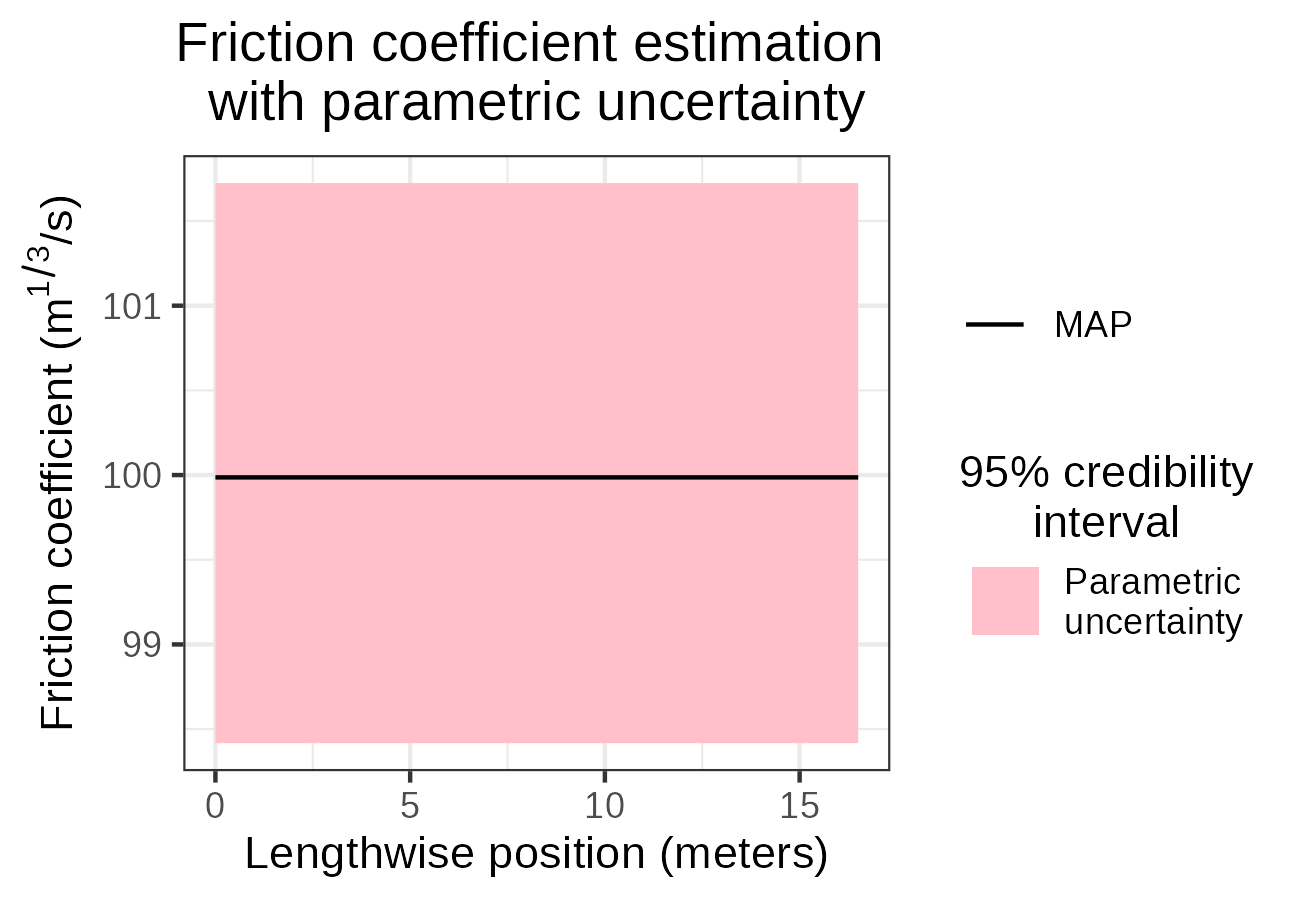 Friction coefficient estimation
with parametric uncertainty
Friction coefficient (m^1/3/s)
101
100
99
0 5 10 15
Lengthwise position (meters)
MAP
95% credibility
interval
Parametric
uncertainty